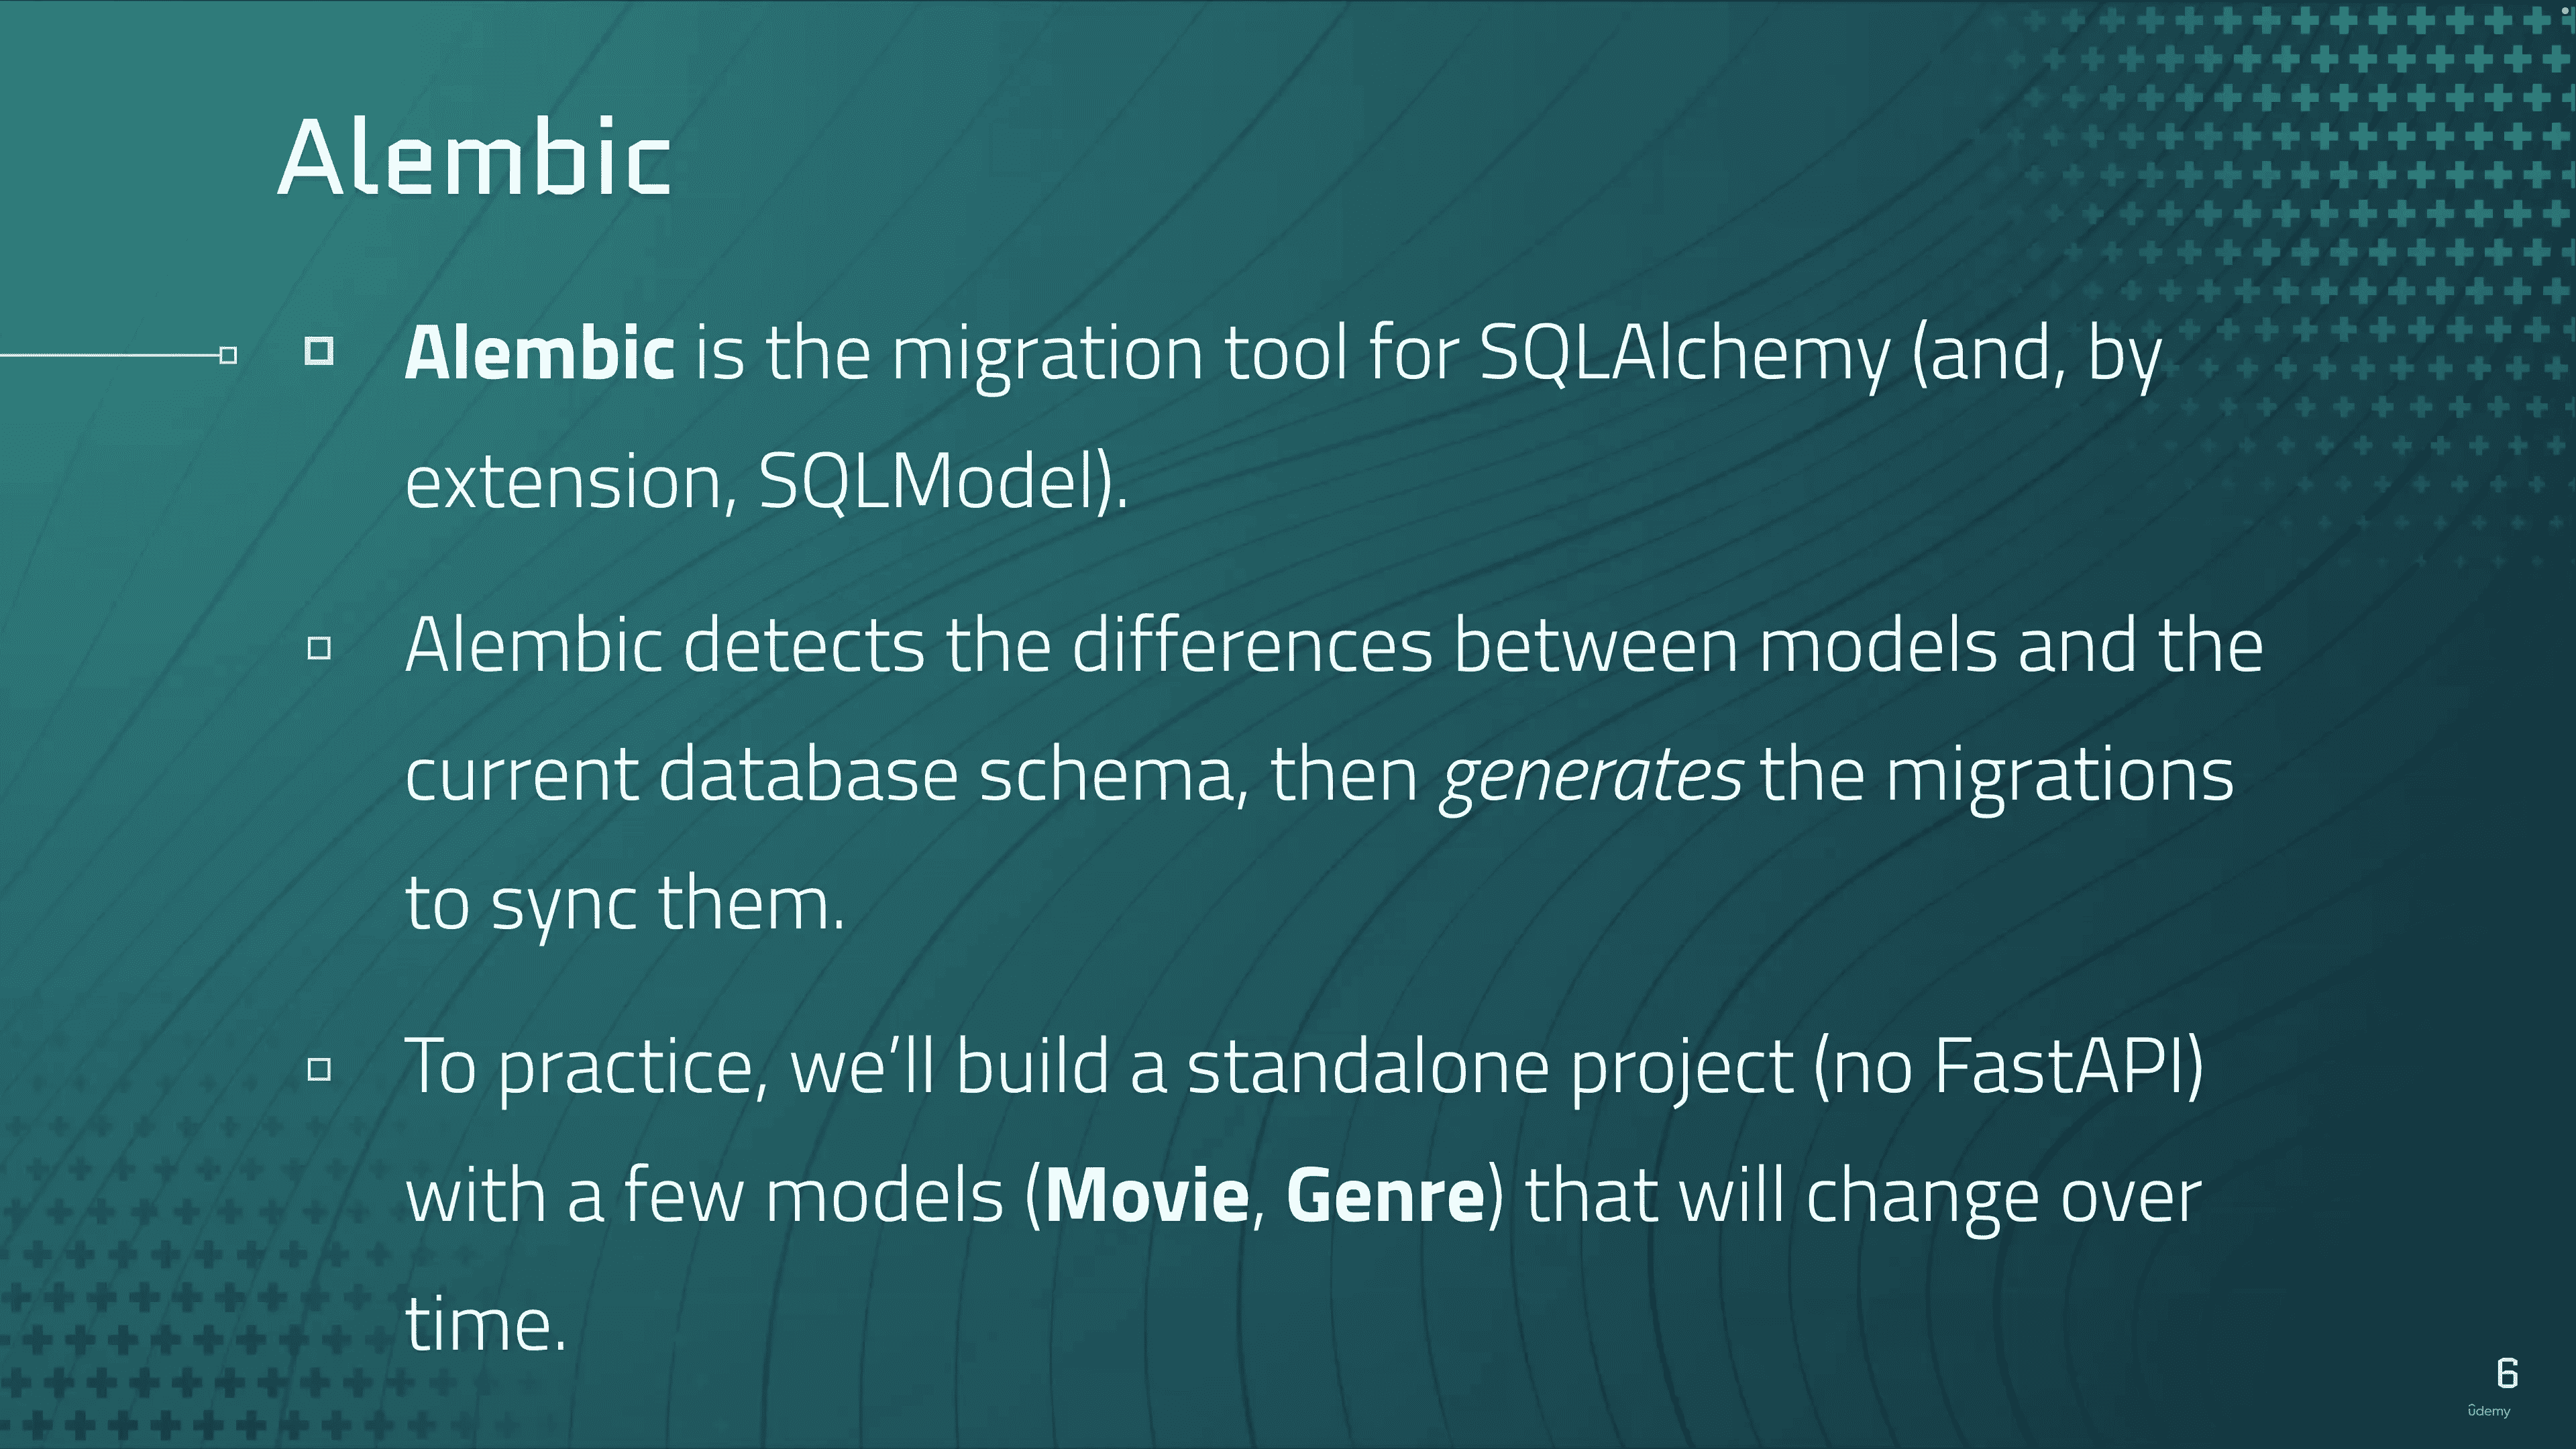 Alembic
Alembic is the migration tool for SQLAlchemy (and, by
extension, SQLModel).
Alembic detects the differences between models and the
current database schema, then generates the migrations
to sync them.
To practice, we’ll build a standalone project (no FastAPI)
with a few models (Movie, Genre) that will change over
time.
6
ûdemy